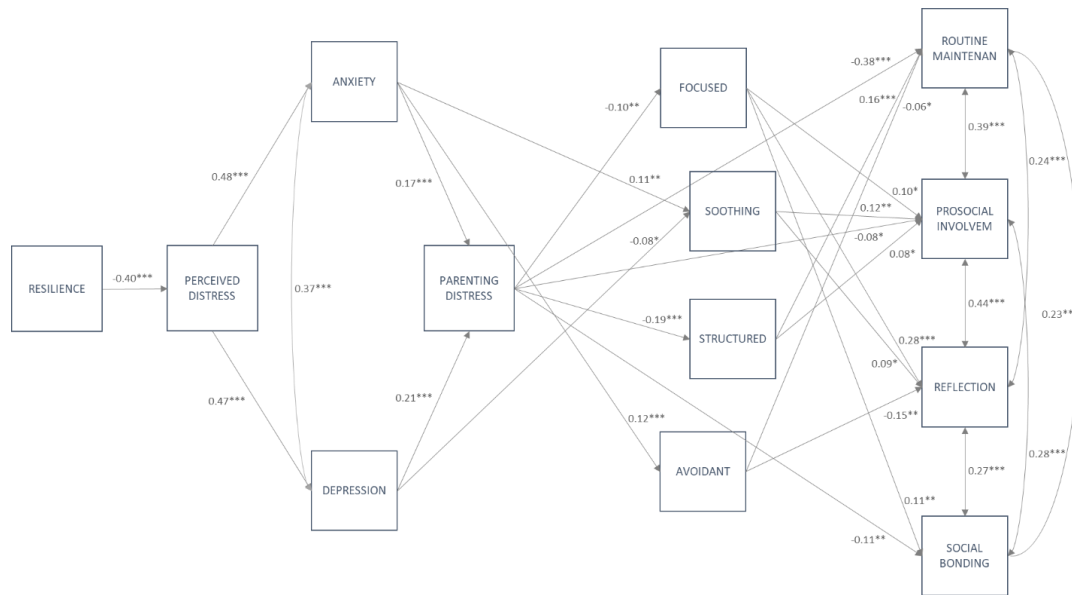 ROUTINE
MAINTENAN
ANXIETY
FOCUSED
-0.38***
0.16***
-0.06*
-0.10**
0.39***
0.24***
0.48***
0.17***
0.11**
SOOTHING
0.10*
0.12**
PROSOCIAL
INVOLVEM
-0.08*
-0.08*
0.08*
RESILIENCE
-0.40***
PERCEIVED
DISTRESS
0.37***
PARENTING
DISTRESS
0.44***
0.23**
-0.19***
STRUCTURED
0.28***
0.09*
REFLECTION
0.47***
0.21***
0.12***
-0.15**
0.28***
DEPRESSION
AVOIDANT
0.27***
0.11**
-0.11**
SOCIAL
BONDING